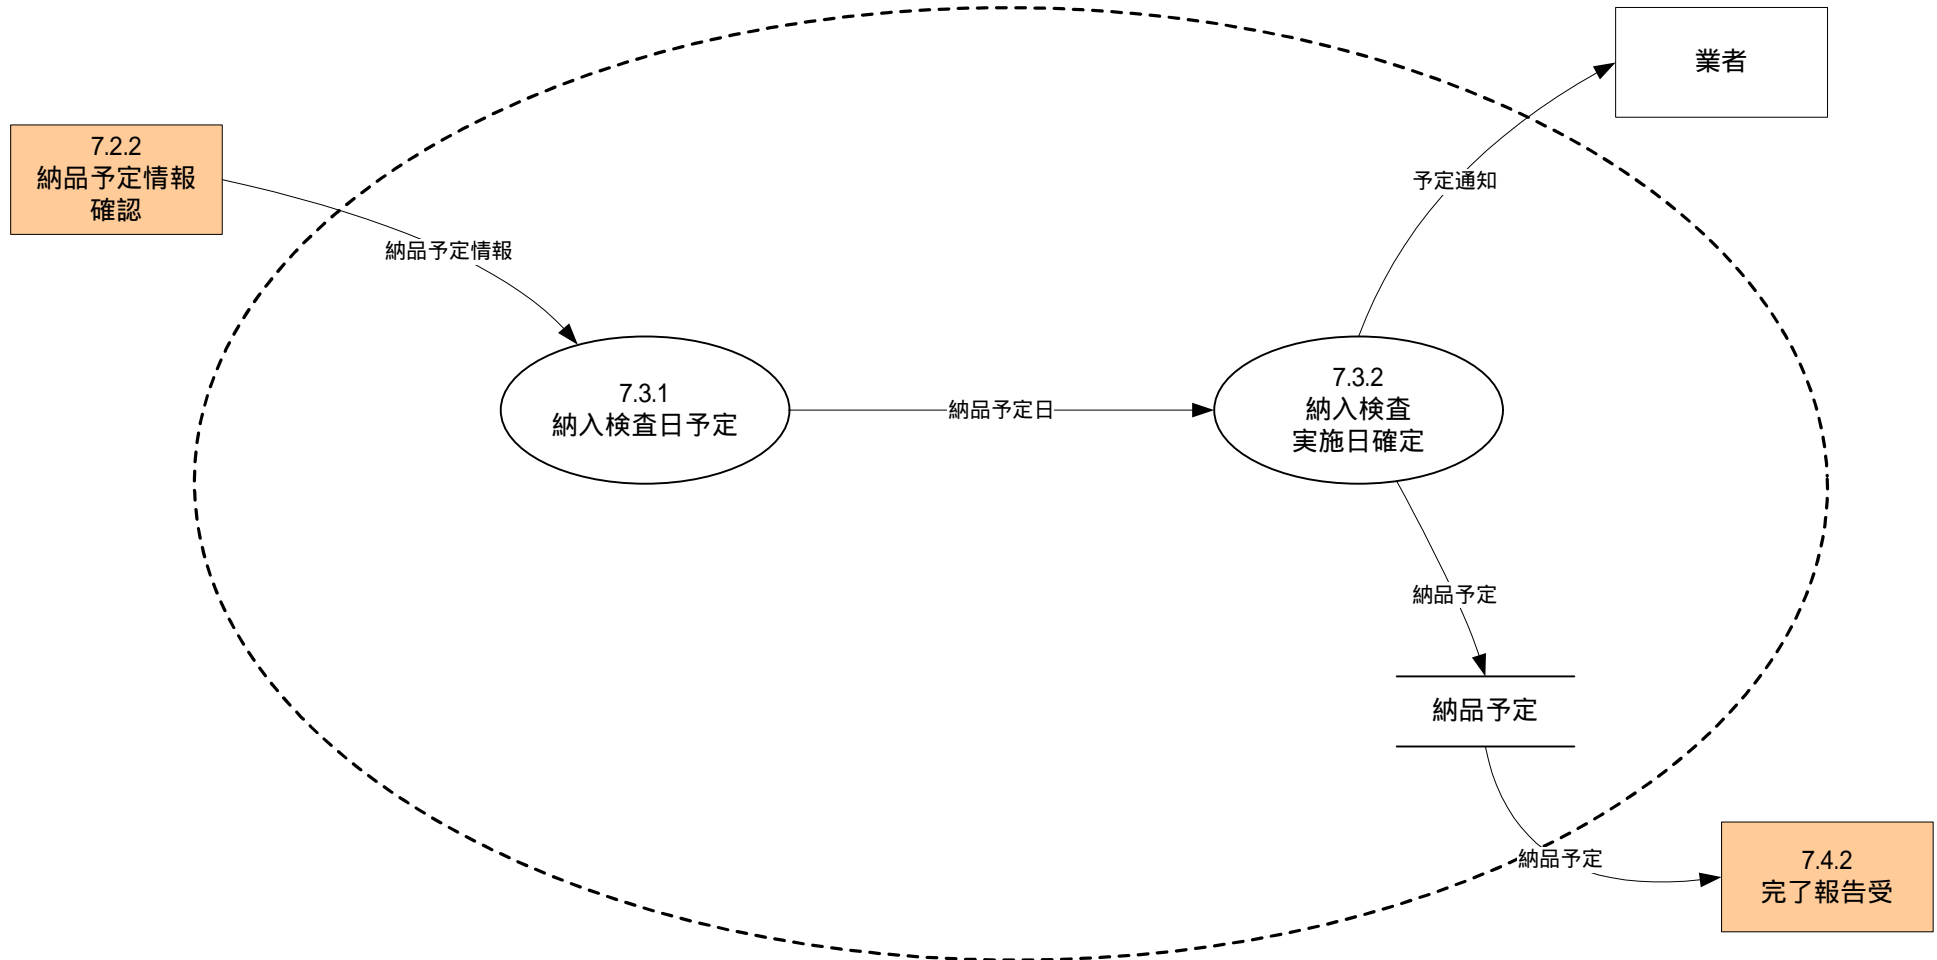 業者
7.2.2
納品予定情報
確認
予定通知
納品予定情報
7.3.1
納入検査日予定
納品予定日
7.3.2
納入検査
実施日確定
納品予定
納品予定
納品予定
7.4.2
完了報告受